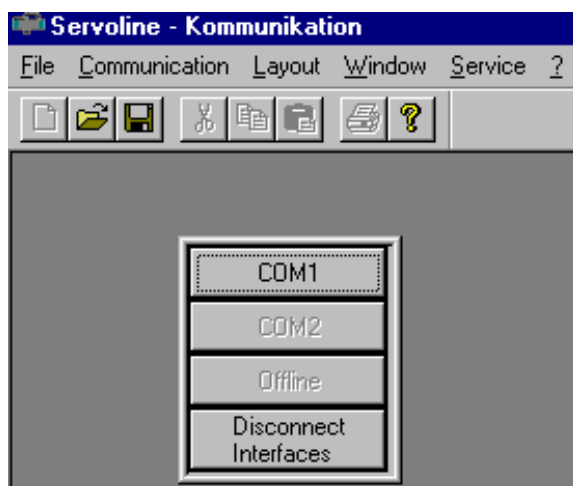 Servoline - Kommunikation
File Communication Layout Window Service ?
COM1
COM2
Offline
Disconnect
Interfaces